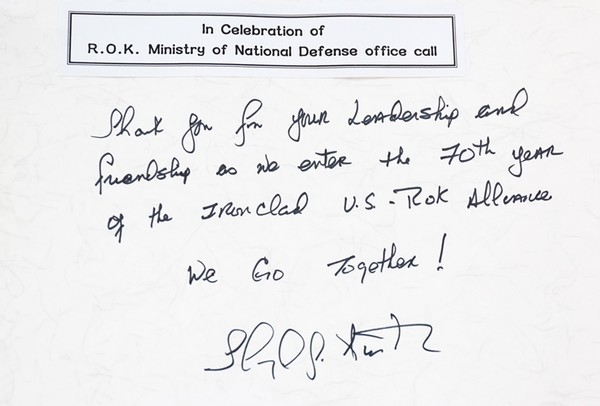 In Celebration of
R.O.K. Ministry of National Defense office call
Thank you for your Leadership and
friendship as we enter the 70th year
of the Ironclad U.S.-ROK Alliance
We Go Together!